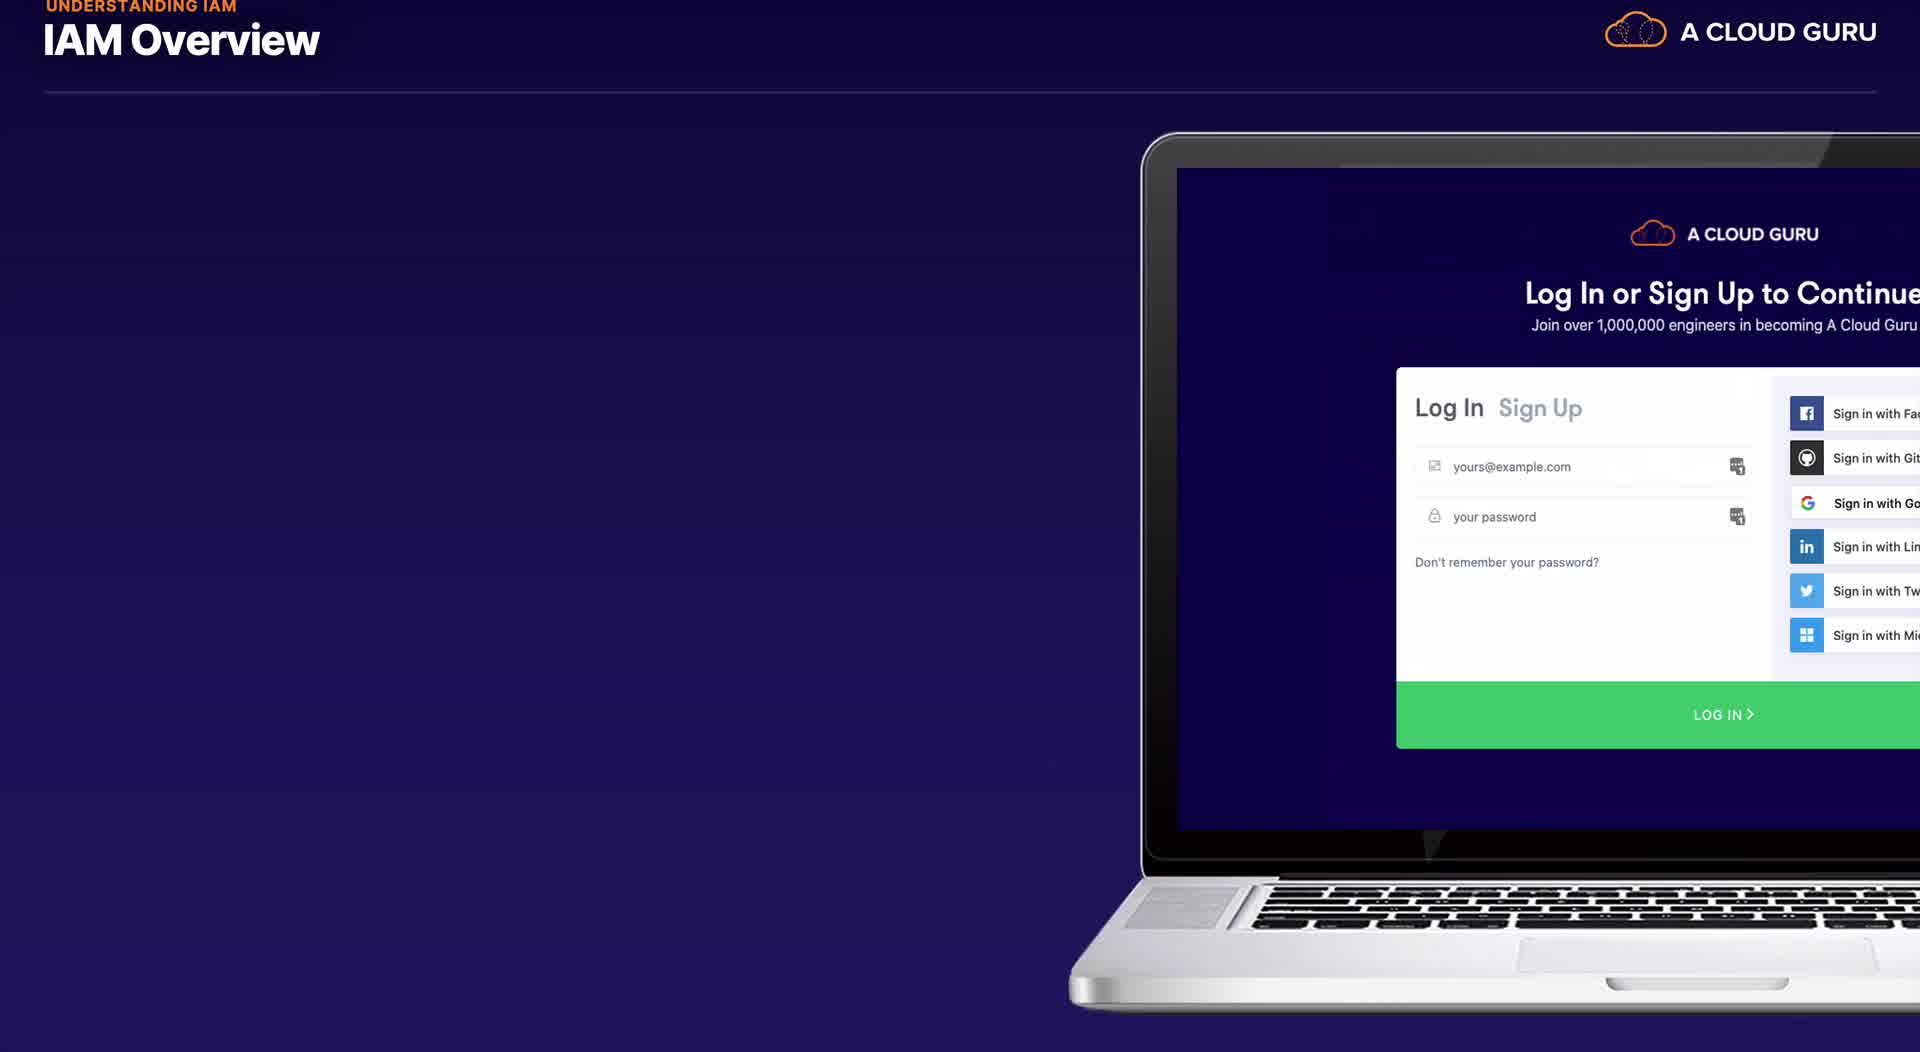 UNDERSTANDING IAM
IAM Overview
A CLOUD GURU
A CLOUD GURU
Log In or Sign Up to Continue
Join over 1,000,000 engineers in becoming A Cloud Guru
Log In Sign Up
yours@example.com
your password
Don't remember your password?
Sign in with Fac
Sign in with Git
Sign in with Go
Sign in with Lin
Sign in with Tw
Sign in with Mic
LOG IN